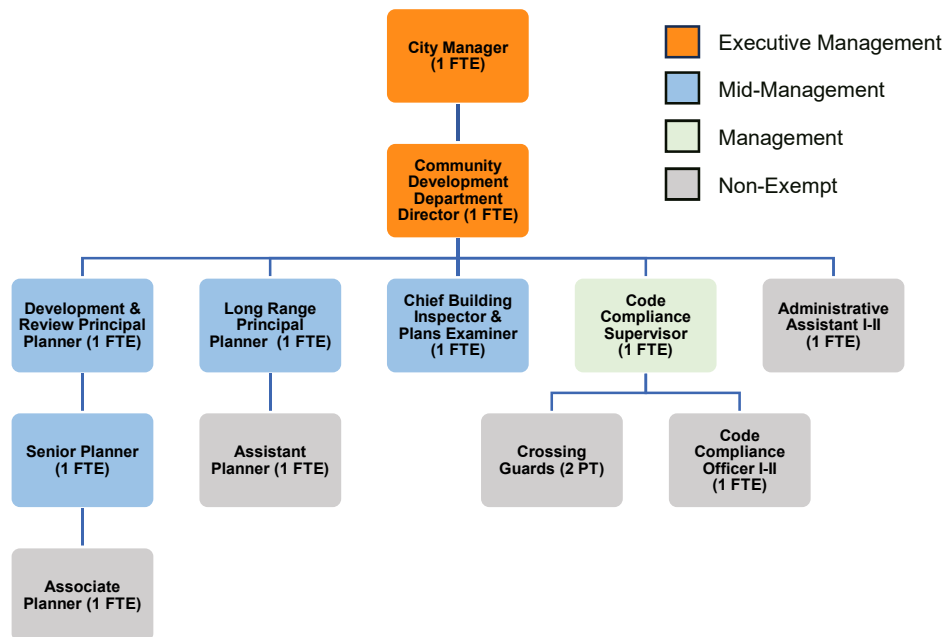 City Manager
(1 FTE)
Executive Management
Mid-Management
Management
Non-Exempt
Community
Development
Department
Director (1 FTE)
Development &
Review Principal
Planner (1 FTE)
Long Range
Principal
Planner (1 FTE)
Chief Building
Inspector &
Plans Examiner
(1 FTE)
Code
Compliance
Supervisor
(1 FTE)
Administrative
Assistant I-II
(1 FTE)
Senior Planner
(1 FTE)
Assistant
Planner (1 FTE)
Crossing
Guards (2 PT)
Code
Compliance
Officer I-II
(1 FTE)
Associate
Planner (1 FTE)